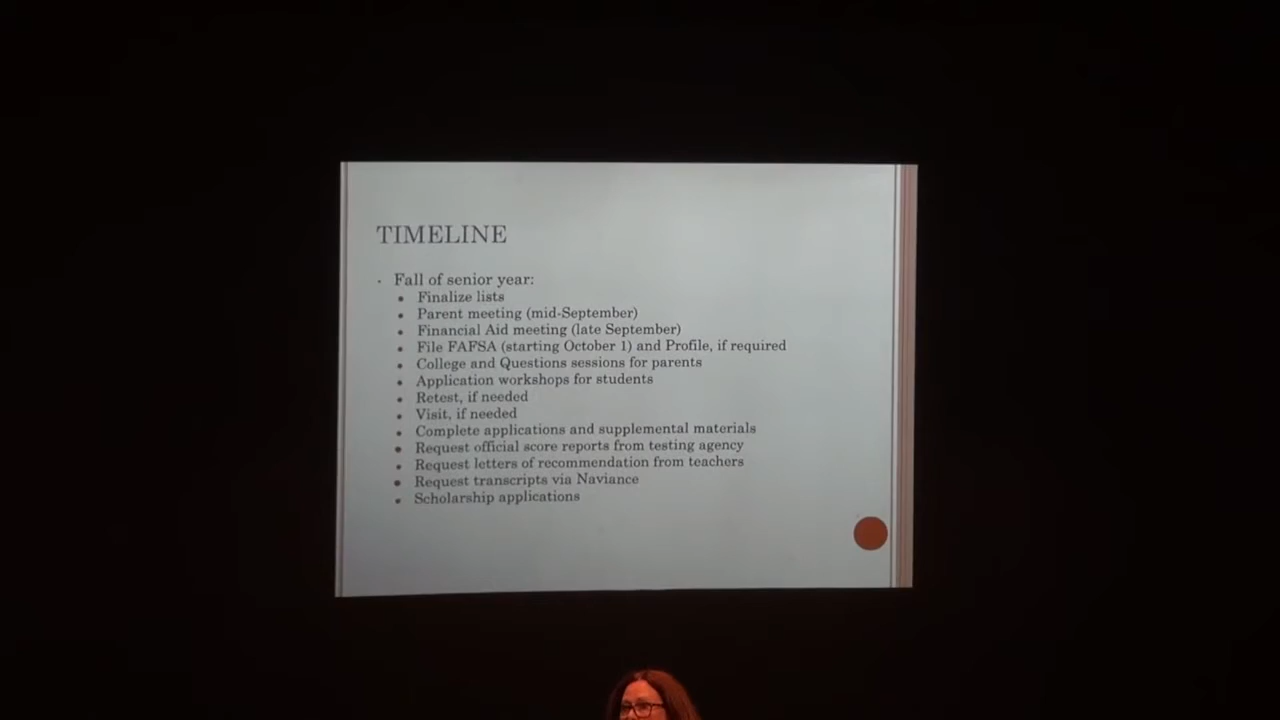 TIMELINE
· Fall of senior year:
• Finalize lists
• Parent meeting (mid-September)
• Financial Aid meeting (late September)
• File FAFSA (starting October 1) and Profile, if required
• College and Questions sessions for parents
• Application workshops for students
• Retest, if needed
• Visit, if needed
• Complete applications and supplemental materials
• Request official score reports from testing agency
• Request letters of recommendation from teachers
• Request transcripts via Naviance
• Scholarship applications